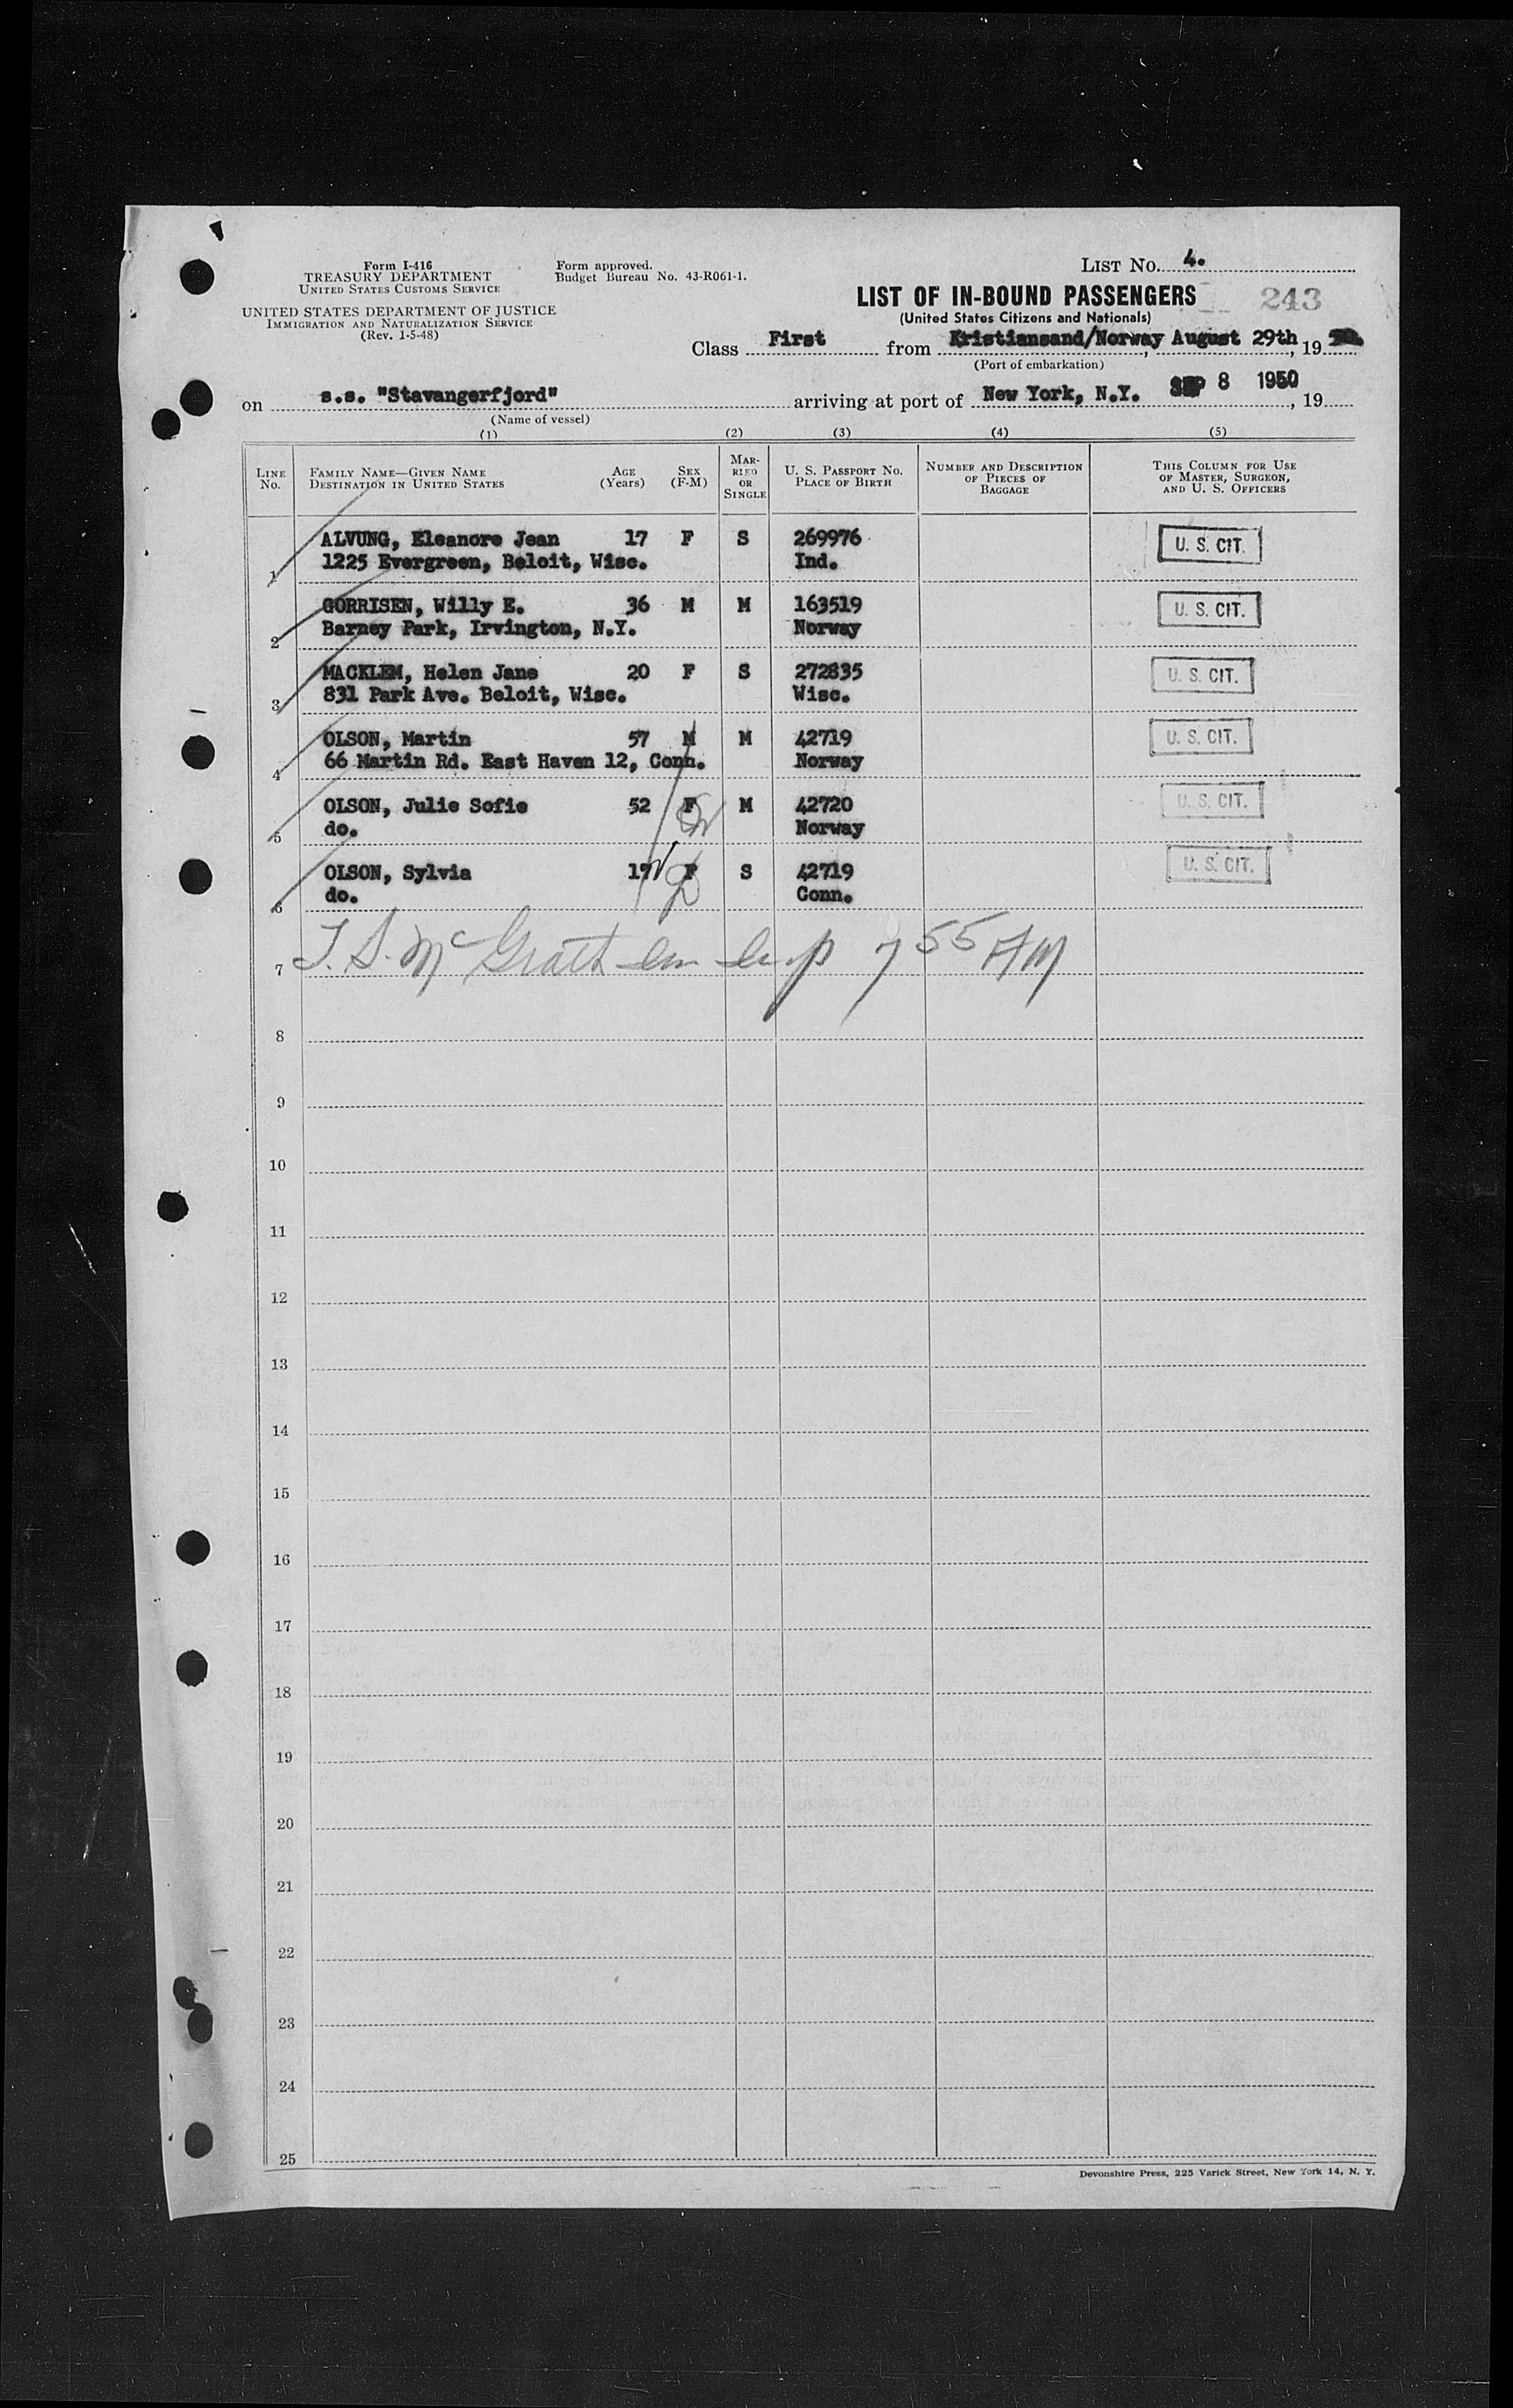 Form I-416
TREASURY DEPARTMENT
UNITED STATES CUSTOMS SERVICE
UNITED STATES DEPARTMENT OF JUSTICE
IMMIGRATION AND NATURALIZATION SERVICE
(Rev. 1-5-48)
Form approved.
Budget Bureau No. 43-R061-1.
LIST No. 4.
LIST OF IN-BOUND PASSENGERS 243
(United States Citizens and Nationals)
Class First from Kristiansand/Norway, August 29th, 19 50.
(Port of embarkation)
on s.s. "Stavangerfjord" arriving at port of New York, N.Y. SEP 8 1950, 19
(Name of vessel)
(1) (2) (3) (4) (5)
LINE No. FAMILY NAME—GIVEN NAME DESTINATION IN UNITED STATES AGE (Years) SEX (F-M) MARRIED OR SINGLE U. S. PASSPORT No. PLACE OF BIRTH NUMBER AND DESCRIPTION OF PIECES OF BAGGAGE THIS COLUMN FOR USE OF MASTER, SURGEON, AND U. S. OFFICERS
ALVUNG, Eleanore Jean 17 F S 269976 U. S. CIT.
1 1225 Evergreen, Beloit, Wisc. Ind.
GORRISEN, Willy E. 36 M M 163519 U. S. CIT.
2 Barney Park, Irvington, N.Y. Norway
MACKLEM, Helen Jane 20 F S 272835 U. S. CIT.
3 831 Park Ave. Beloit, Wisc. Wisc.
OLSON, Martin 57 M M 42719 U. S. CIT.
4 66 Martin Rd. East Haven 12, Conn. Norway
OLSON, Julie Sofie 52 F M 42720 U. S. CIT.
5 do. Norway
OLSON, Sylvia 17 F S 42719 U. S. CIT.
6 do. Conn.
7 T. S. McGrath 7 55 AM
8
9
10
11
12
13
14
15
16
17
18
19
20
21
22
23
24
25
Devonshire Press, 225 Varick Street, New York 14, N. Y.